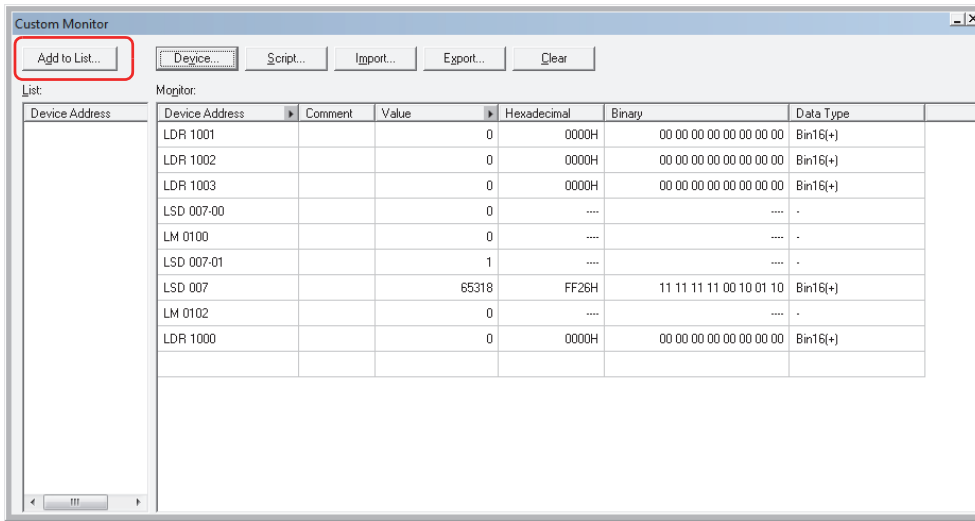 Custom Monitor
Add to List... Device... Script... Import... Export... Clear
List: Monitor:
Device Address Device Address Comment Value Hexadecimal Binary Data Type
LDR 1001 0 0000H 00 00 00 00 00 00 00 00 Bin16(+)
LDR 1002 0 0000H 00 00 00 00 00 00 00 00 Bin16(+)
LDR 1003 0 0000H 00 00 00 00 00 00 00 00 Bin16(+)
LSD 007-00 0 ---- ---- -
LM 0100 0 ---- ---- -
LSD 007-01 1 ---- ---- -
LSD 007 65318 FF26H 11 11 11 11 00 10 01 10 Bin16(+)
LM 0102 0 ---- ---- -
LDR 1000 0 0000H 00 00 00 00 00 00 00 00 Bin16(+)